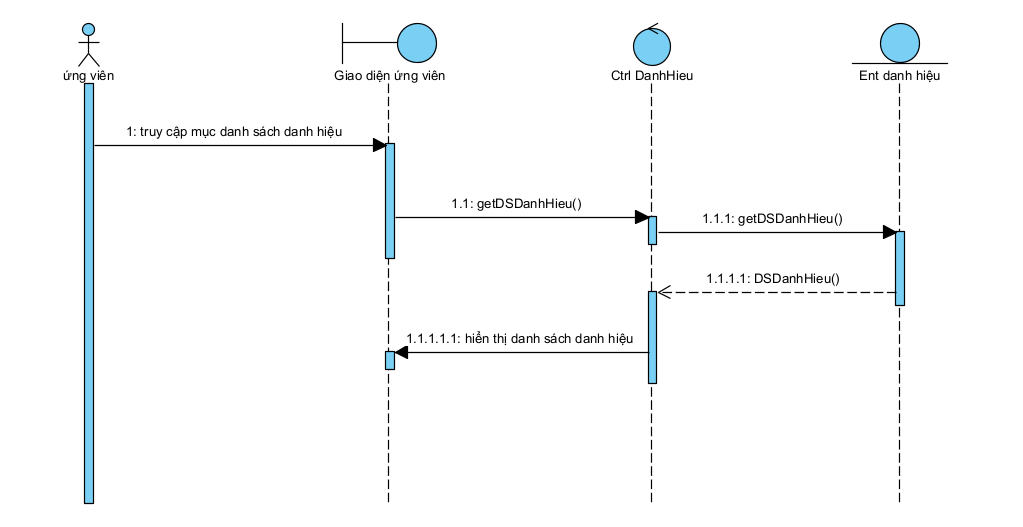 ứng viên
Giao diện ứng viên
Ctrl DanhHieu
Ent danh hiệu
1: truy cập mục danh sách danh hiệu
1.1: getDSDanhHieu()
1.1.1: getDSDanhHieu()
1.1.1.1: DSDanhHieu()
1.1.1.1.1: hiển thị danh sách danh hiệu